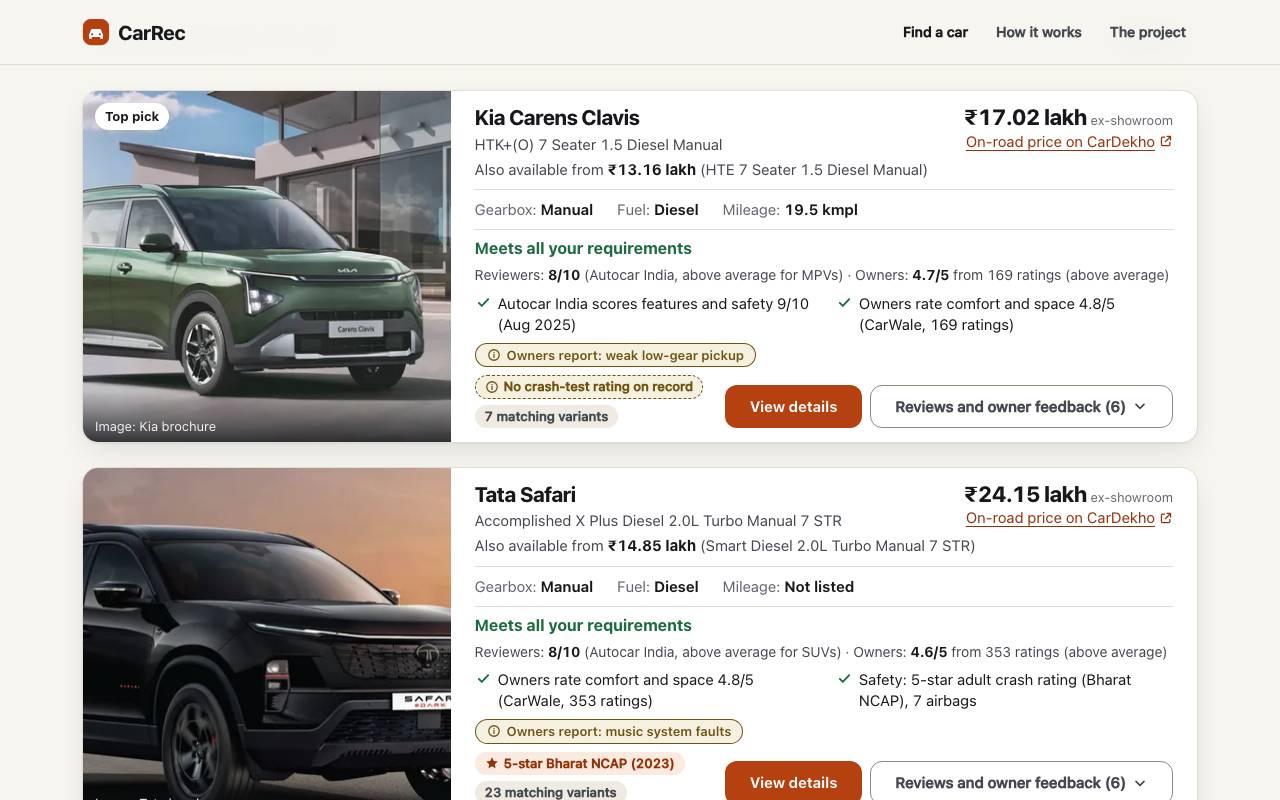 CarRec
Find a car
How it works
The project
Top pick
Carens Clavis
Image: Kia brochure
Kia Carens Clavis
₹17.02 lakh ex-showroom
HTK+(O) 7 Seater 1.5 Diesel Manual
On-road price on CarDekho
Also available from ₹13.16 lakh (HTE 7 Seater 1.5 Diesel Manual)
Gearbox: Manual Fuel: Diesel Mileage: 19.5 kmpl
Meets all your requirements
Reviewers: 8/10 (Autocar India, above average for MPVs) · Owners: 4.7/5 from 169 ratings (above average)
Autocar India scores features and safety 9/10
(Aug 2025)
Owners rate comfort and space 4.8/5
(CarWale, 169 ratings)
Owners report: weak low-gear pickup
No crash-test rating on record
7 matching variants
View details
Reviews and owner feedback (6)
SAFARI
Tata Safari
₹24.15 lakh ex-showroom
Accomplished X Plus Diesel 2.0L Turbo Manual 7 STR
On-road price on CarDekho
Also available from ₹14.85 lakh (Smart Diesel 2.0L Turbo Manual 7 STR)
Gearbox: Manual Fuel: Diesel Mileage: Not listed
Meets all your requirements
Reviewers: 8/10 (Autocar India, above average for SUVs) · Owners: 4.6/5 from 353 ratings (above average)
Owners rate comfort and space 4.8/5
(CarWale, 353 ratings)
Safety: 5-star adult crash rating (Bharat
NCAP), 7 airbags
Owners report: music system faults
5-star Bharat NCAP (2023)
23 matching variants
View details
Reviews and owner feedback (6)